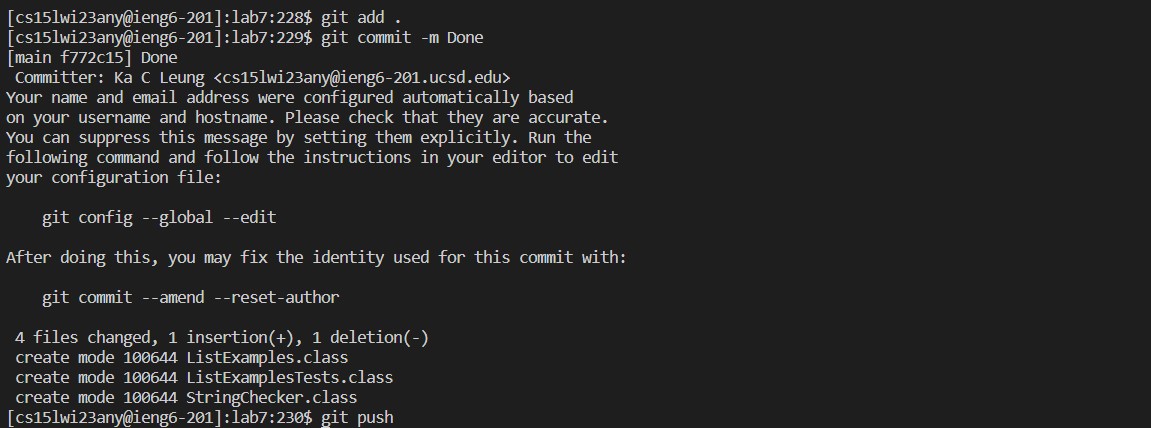 [cs15lwi23any@ieng6-201]:lab7:228$ git add .
[cs15lwi23any@ieng6-201]:lab7:229$ git commit -m Done
[main f772c15] Done
 Committer: Ka C Leung <cs15lwi23any@ieng6-201.ucsd.edu>
Your name and email address were configured automatically based
on your username and hostname. Please check that they are accurate.
You can suppress this message by setting them explicitly. Run the
following command and follow the instructions in your editor to edit
your configuration file:

    git config --global --edit

After doing this, you may fix the identity used for this commit with:

    git commit --amend --reset-author

 4 files changed, 1 insertion(+), 1 deletion(-)
 create mode 100644 ListExamples.class
 create mode 100644 ListExamplesTests.class
 create mode 100644 StringChecker.class
[cs15lwi23any@ieng6-201]:lab7:230$ git push